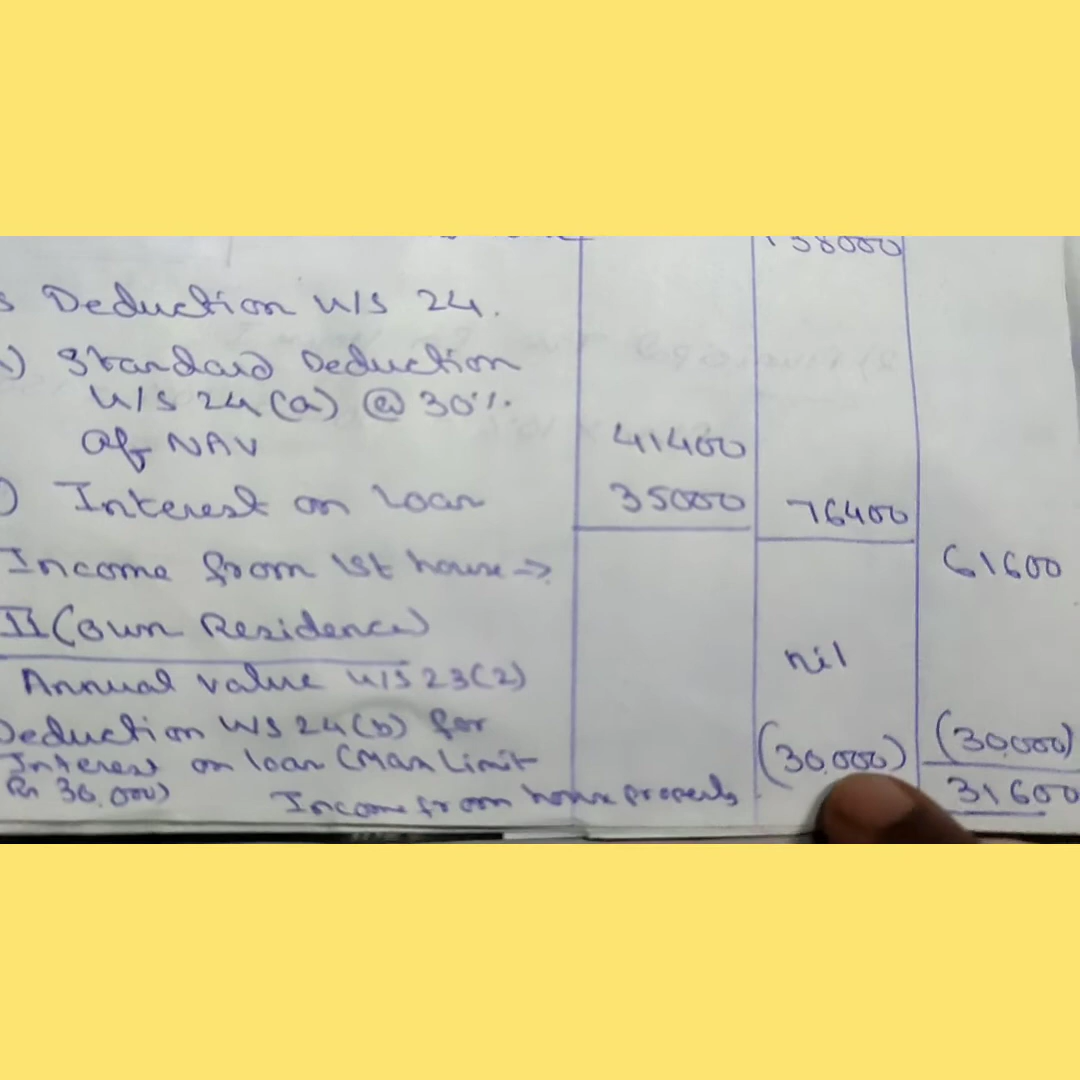 138000
s Deduction U/S 24.
) Standard Deduction
U/S 24(a) @ 30%.
of NAV 41400
) Interest on loan 35000 76400
Income from 1st house → 61600
II (Own Residence)
nil
Annual value U/S 23(2)
Deduction U/S 24(b) for
Interest on loan (Max Limit (30,000) (30,000)
Rs 30,000) Income from house property 31600